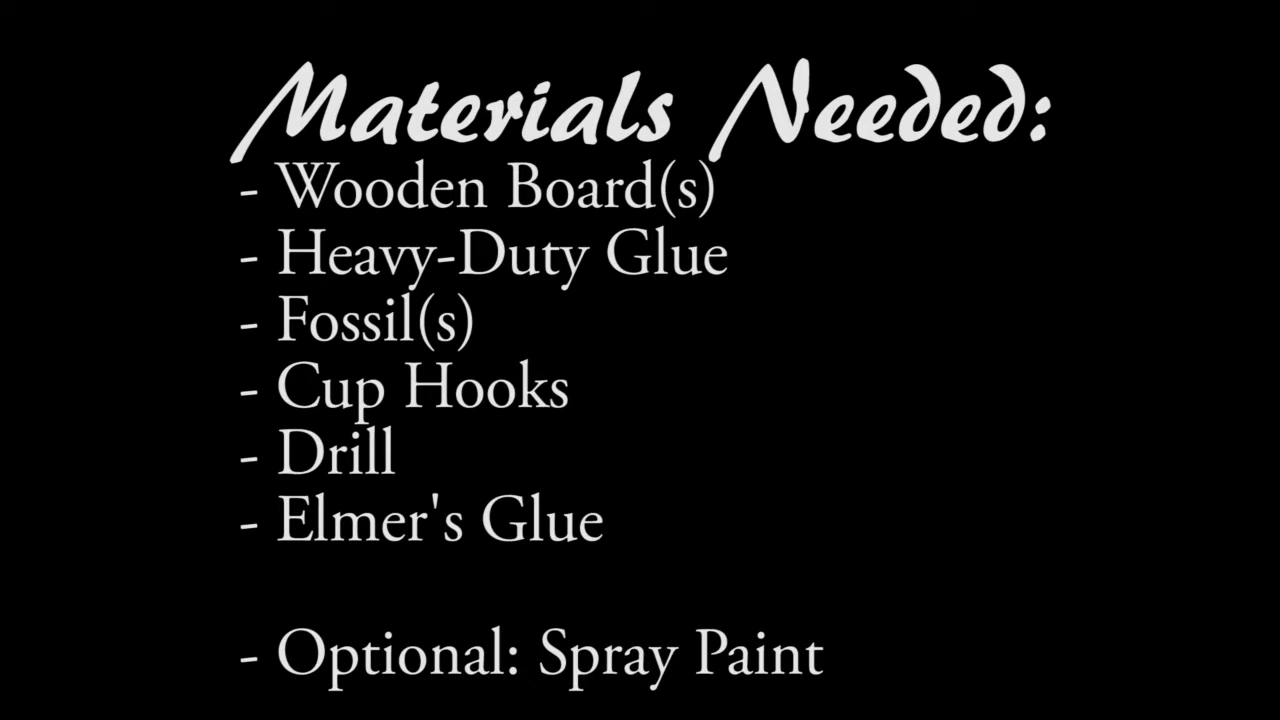 Materials Needed:
- Wooden Board(s)
- Heavy-Duty Glue
- Fossil(s)
- Cup Hooks
- Drill
- Elmer's Glue
- Optional: Spray Paint